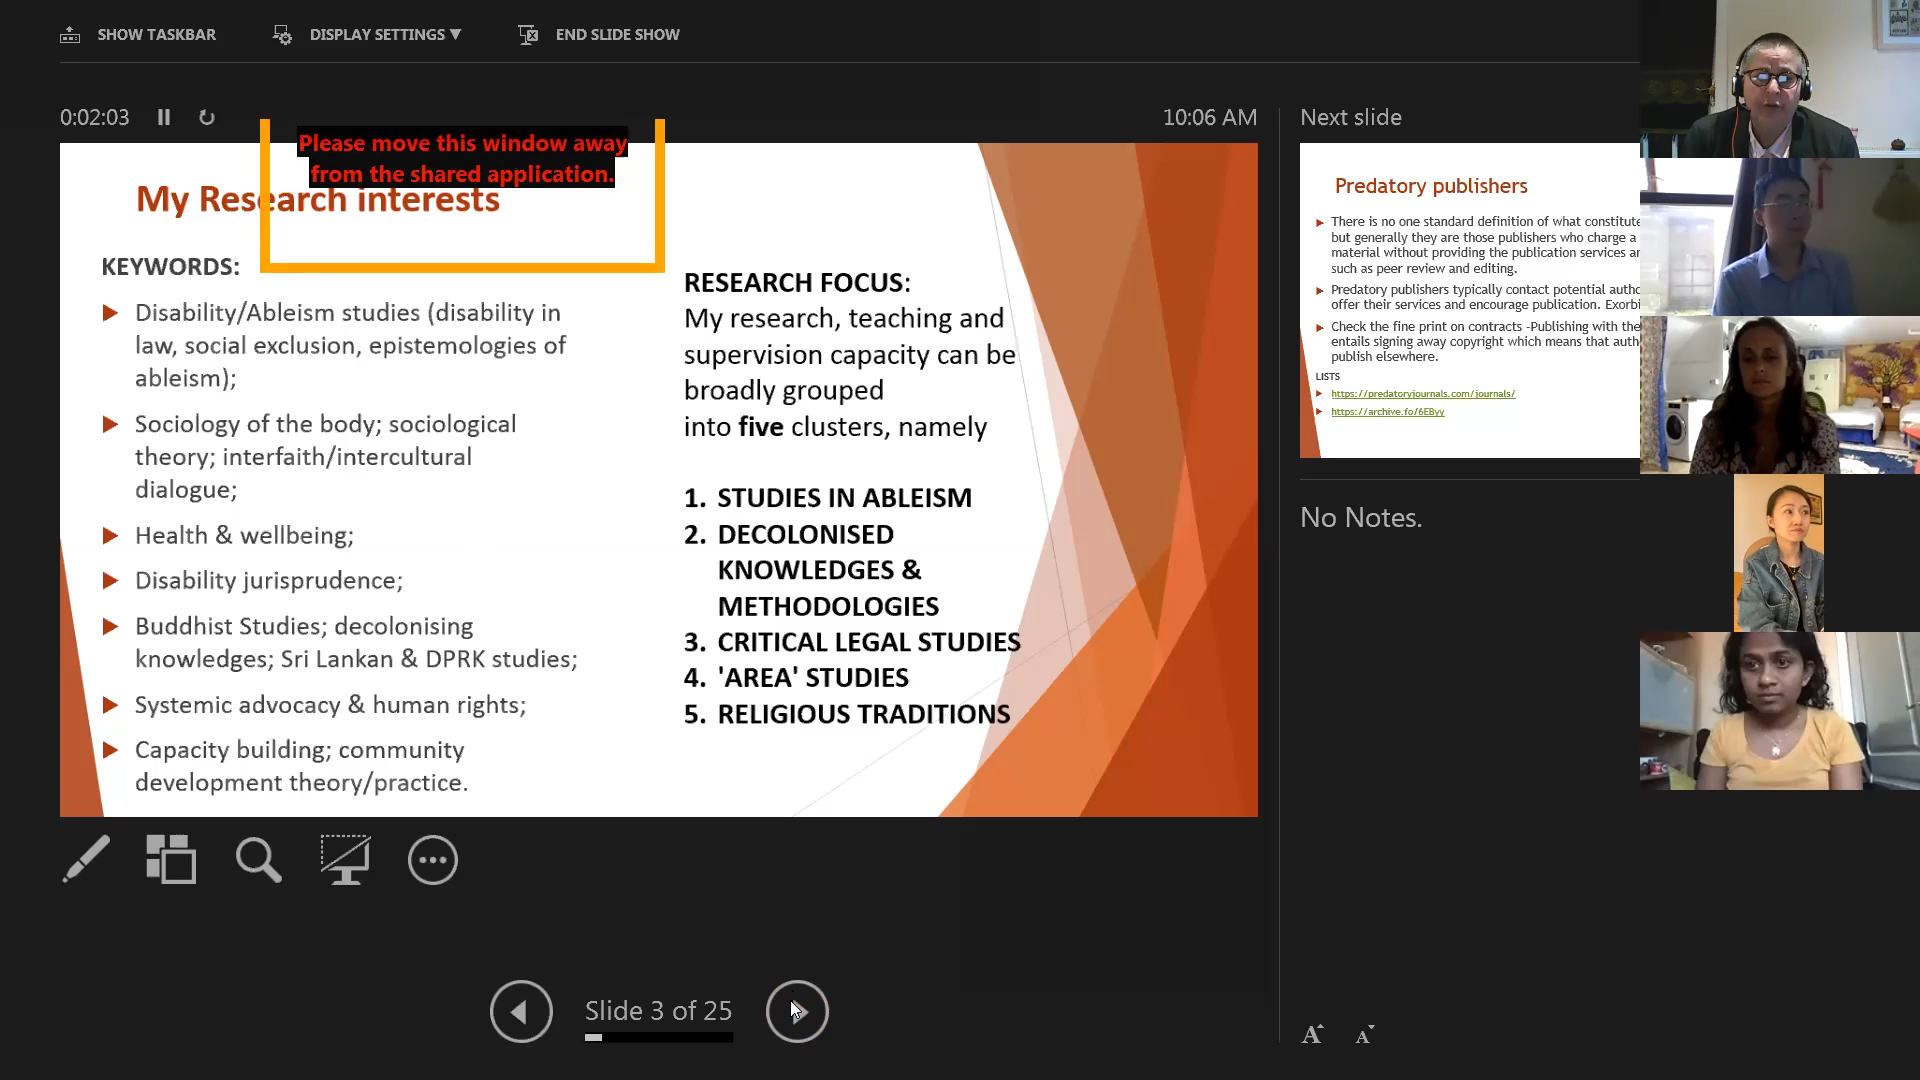 SHOW TASKBAR
DISPLAY SETTINGS ▼
END SLIDE SHOW
0:02:03
10:06 AM
Please move this window away
from the shared application.
My Research interests
KEYWORDS:
Disability/Ableism studies (disability in
law, social exclusion, epistemologies of
ableism);
Sociology of the body; sociological
theory; interfaith/intercultural
dialogue;
Health & wellbeing;
Disability jurisprudence;
Buddhist Studies; decolonising
knowledges; Sri Lankan & DPRK studies;
Systemic advocacy & human rights;
Capacity building; community
development theory/practice.
RESEARCH FOCUS:
My research, teaching and
supervision capacity can be
broadly grouped
into five clusters, namely
1. STUDIES IN ABLEISM
2. DECOLONISED
KNOWLEDGES &
METHODOLOGIES
3. CRITICAL LEGAL STUDIES
4. 'AREA' STUDIES
5. RELIGIOUS TRADITIONS
Slide 3 of 25
Next slide
Predatory publishers
There is no one standard definition of what constitute
but generally they are those publishers who charge a
material without providing the publication services
such as peer review and editing.
Predatory publishers typically contact potential
offer their services and encourage publication.
Check the fine print on contracts -Publishing with
entails signing away copyright which means that
publish elsewhere.
LISTS
https://predatoryjournals.com/journals/
https://archive.fo/6EByy
No Notes.
A A